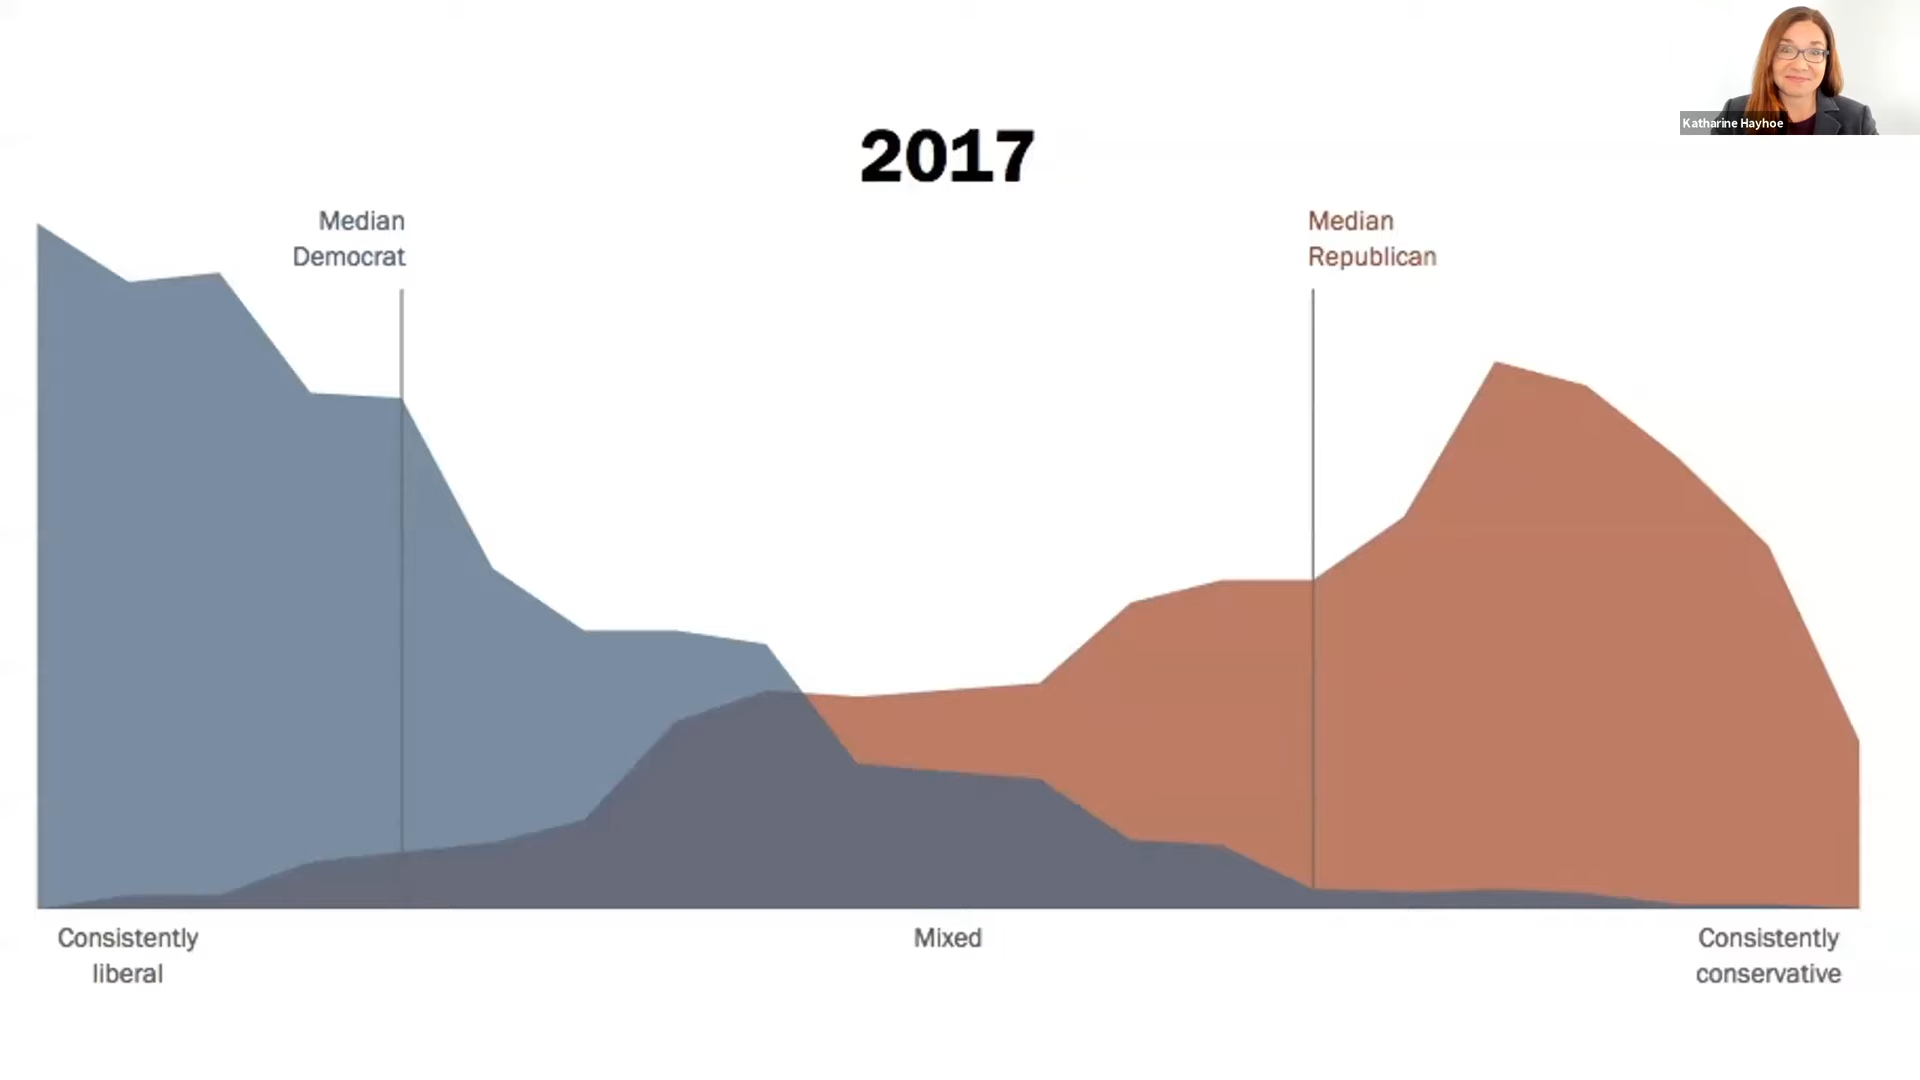 Katharine Hayhoe
2017
Median
Democrat
Median
Republican
Consistently
liberal
Mixed
Consistently
conservative